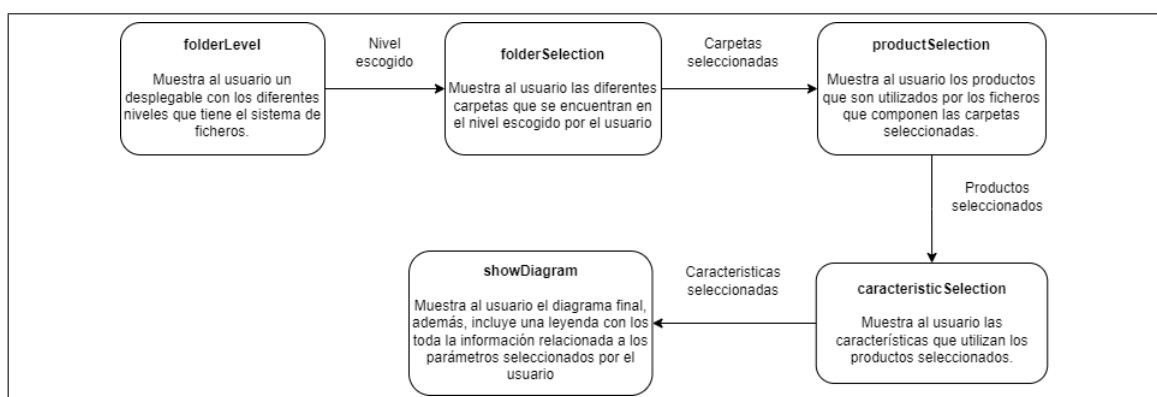 folderLevel
Muestra al usuario un
desplegable con los diferentes
niveles que tiene el sistema de
ficheros.
Nivel
escogido
folderSelection
Muestra al usuario las diferentes
carpetas que se encuentran en
el nivel escogido por el usuario
Carpetas
seleccionadas
productSelection
Muestra al usuario los productos
que son utilizados por los ficheros
que componen las carpetas
seleccionadas.
Productos
seleccionados
caracteristicSelection
Muestra al usuario las
características que utilizan los
productos seleccionados.
Caracteristicas
seleccionadas
showDiagram
Muestra al usuario el diagrama final,
además, incluye una leyenda con los
toda la información relacionada a los
parámetros seleccionados por el
usuario